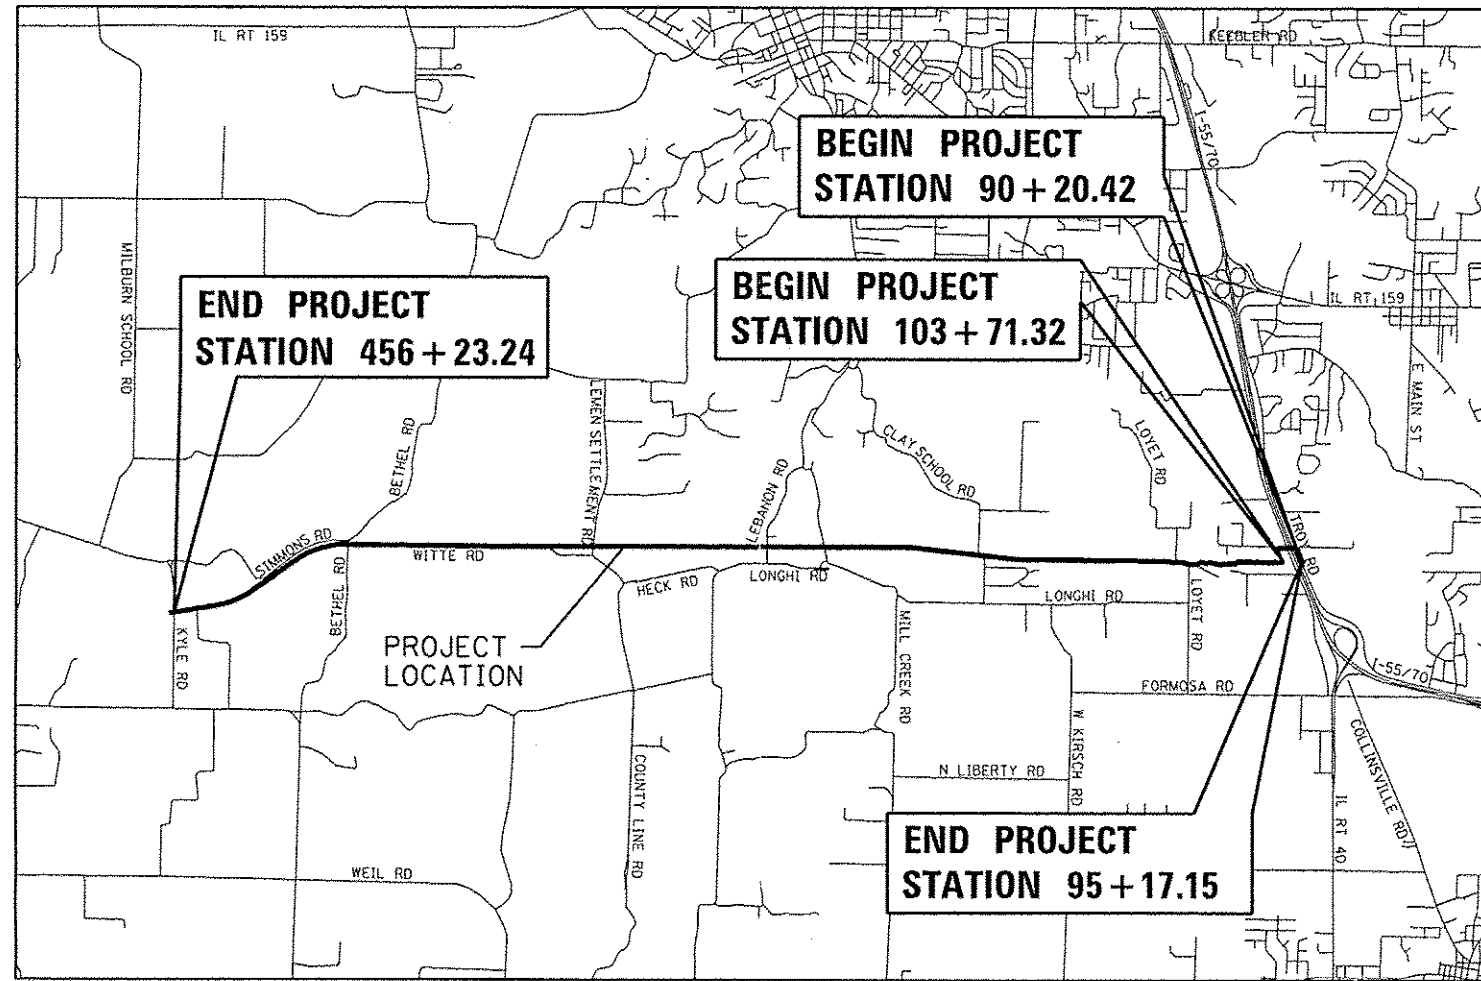 IL RT 159
KEEBLER RD
I-55/70
BEGIN PROJECT
STATION 90+20.42
MILBURN SCHOOL RD
BEGIN PROJECT
STATION 103+71.32
END PROJECT
STATION 456+23.24
IL RT 159
E MAIN ST
BETHEL RD
LEMEN SETTLEMENT RD
LEBANON RD
CLAY SCHOOL RD
LOYET RD
TROY RD
SIMMONS RD
WITTE RD
BETHEL RD
HECK RD
LONGHI RD
LONGHI RD
LOYET RD
KYLE RD
PROJECT
LOCATION
MILL CREEK RD
I-55/70
FORMOSA RD
COUNTY LINE RD
W KIRSCH RD
N LIBERTY RD
COLLINSVILLE RD
IL RT 40
END PROJECT
STATION 95+17.15
WEIL RD